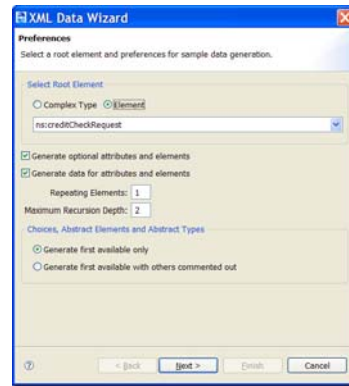 XML Data Wizard
Preferences
Select a root element and preferences for sample data generation.
Select Root Element
Complex Type Element
ns:creditCheckRequest
Generate optional attributes and elements
Generate data for attributes and elements
Repeating Elements: 1
Maximum Recursion Depth: 2
Choices, Abstract Elements and Abstract Types
Generate first available only
Generate first available with others commented out
? < Back Next > Finish Cancel